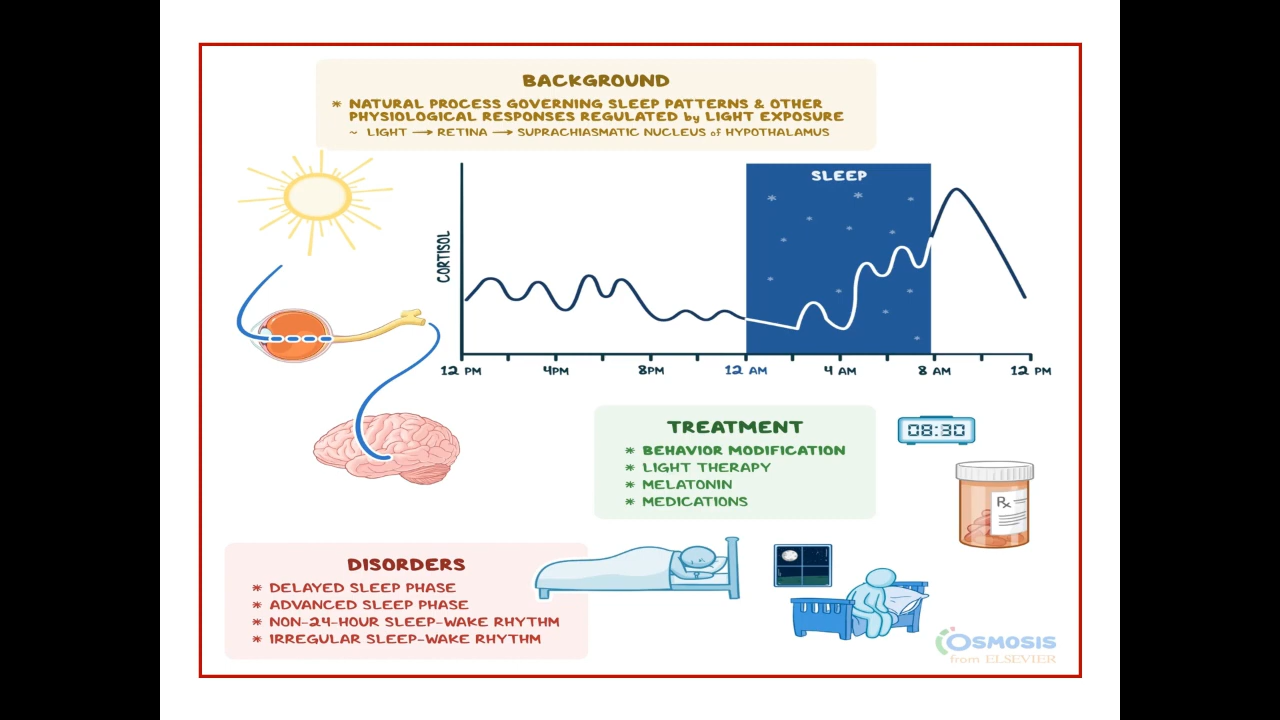 BACKGROUND
* NATURAL PROCESS GOVERNING SLEEP PATTERNS & OTHER
PHYSIOLOGICAL RESPONSES REGULATED by LIGHT EXPOSURE
~ LIGHT → RETINA → SUPRACHIASMATIC NUCLEUS of HYPOTHALAMUS
SLEEP
CORTISOL
12 PM 4PM 8PM 12 AM 4 AM 8 AM 12 PM
TREATMENT
* BEHAVIOR MODIFICATION
* LIGHT THERAPY
* MELATONIN
* MEDICATIONS
08:30
Rx
DISORDERS
* DELAYED SLEEP PHASE
* ADVANCED SLEEP PHASE
* NON-24-HOUR SLEEP-WAKE RHYTHM
* IRREGULAR SLEEP-WAKE RHYTHM
OSMOSIS
from ELSEVIER